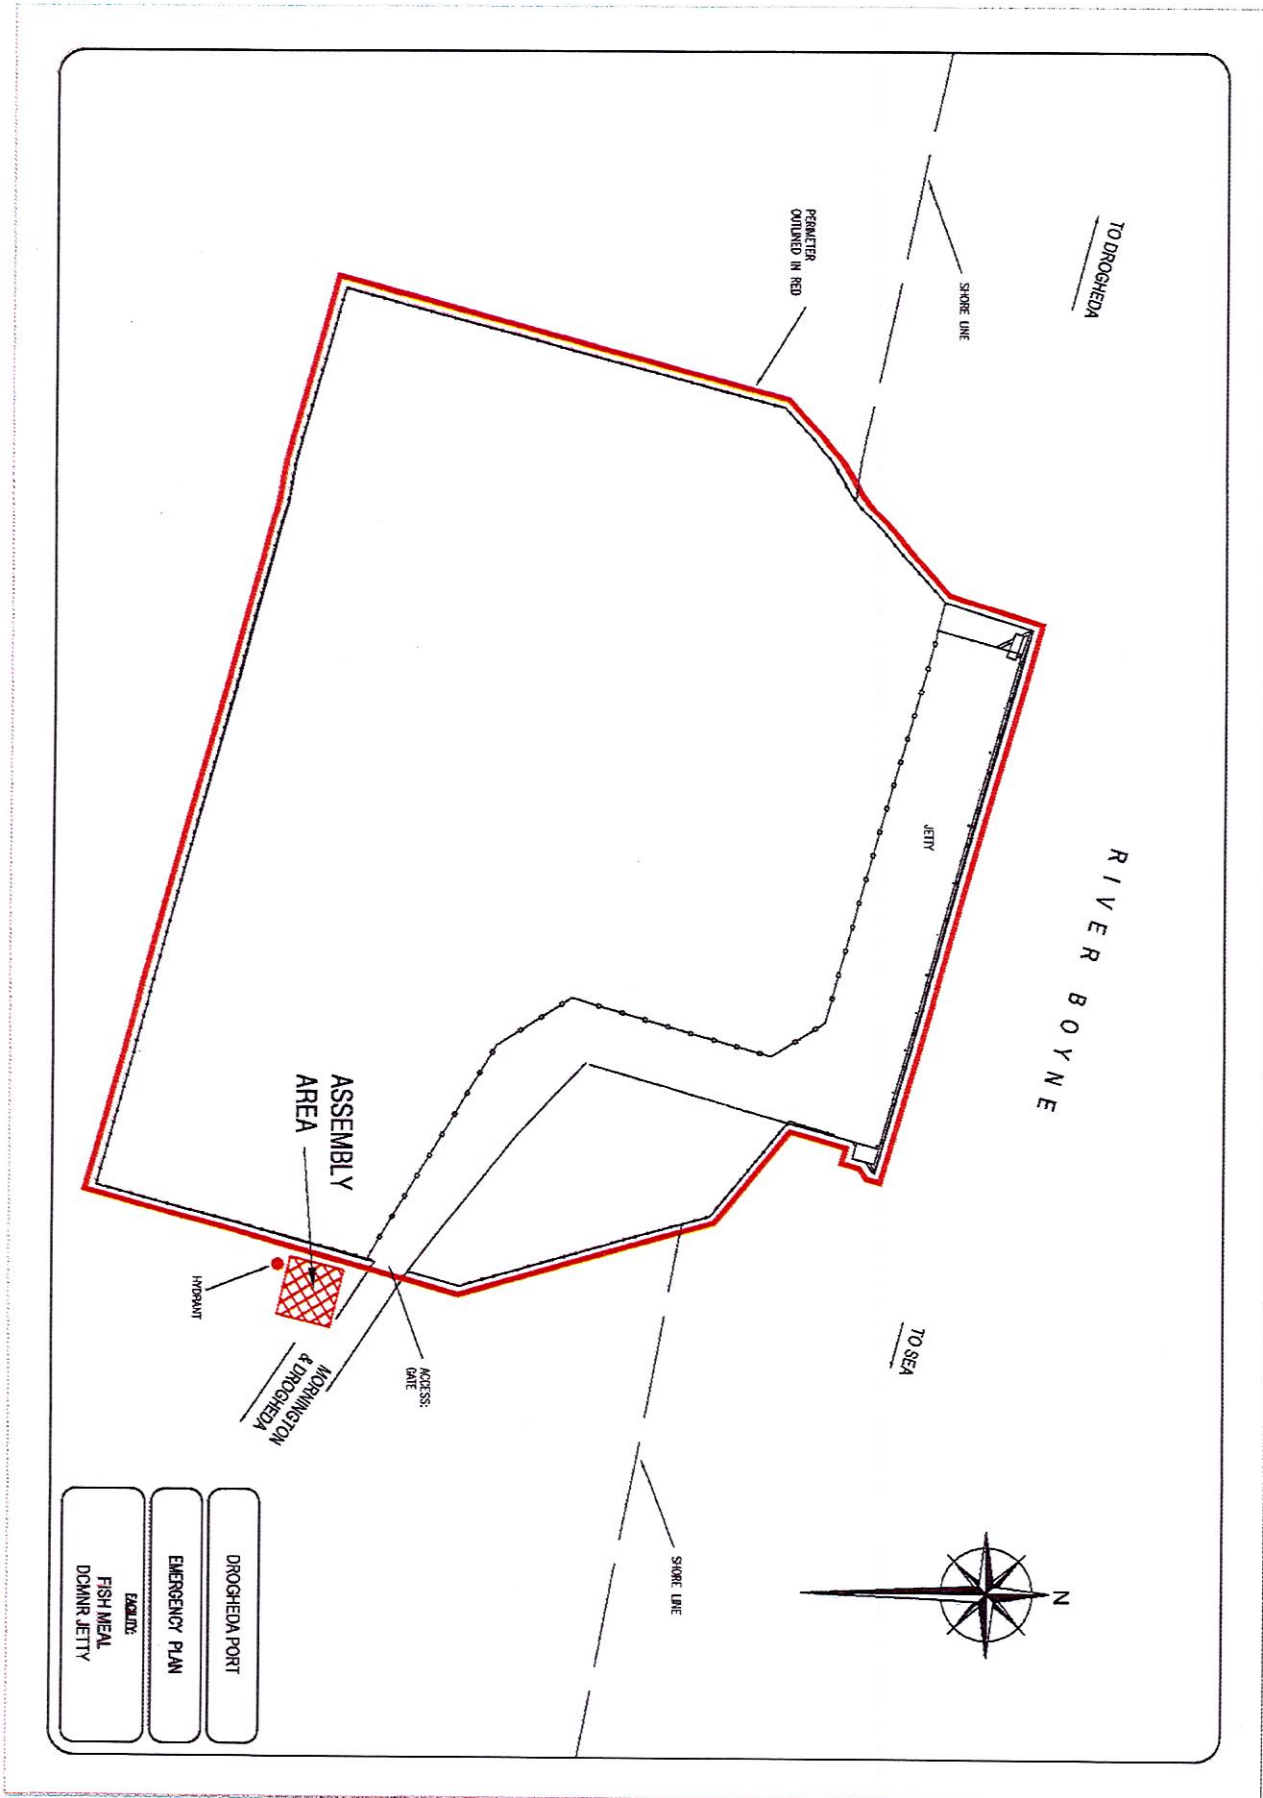 TO DROGHEDA
SHORE LINE
PERIMETER
OUTLINED IN RED
RIVER BOYNE
JETTY
ASSEMBLY
AREA
HYDRANT
ACCESS
GATE
MORNINGTON
& DROGHEDA
TO SEA
SHORE LINE
N
DROGHEDA PORT
EMERGENCY PLAN
FACILITY:
FISH MEAL
DCMNR JETTY